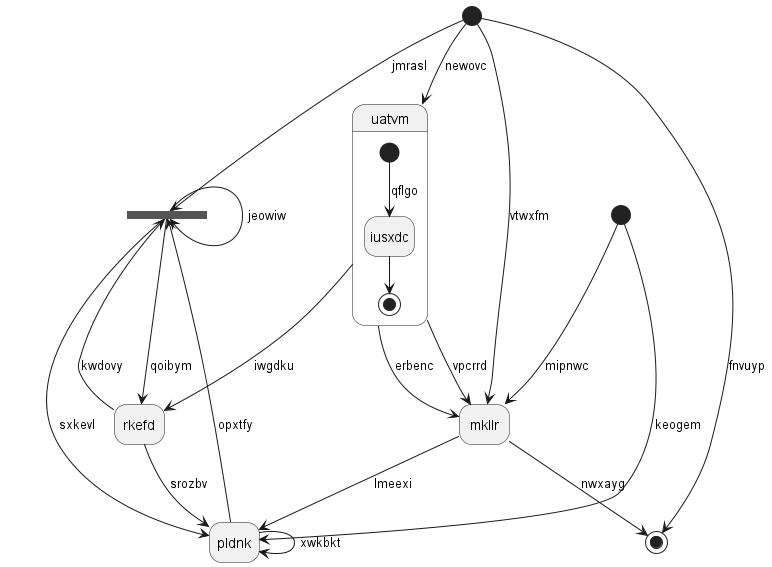 jmrasl newovc
uatvm
qflgo
jeowiw
vtwxfm
iusxdc
kwdovy qoibym iwgdku erbenc vpcrrd mipnwc fnvuyp
sxkevl rkefd opxtfy mkllr keogem
srozbv lmeexi nwxayg
pldnk xwkbkt